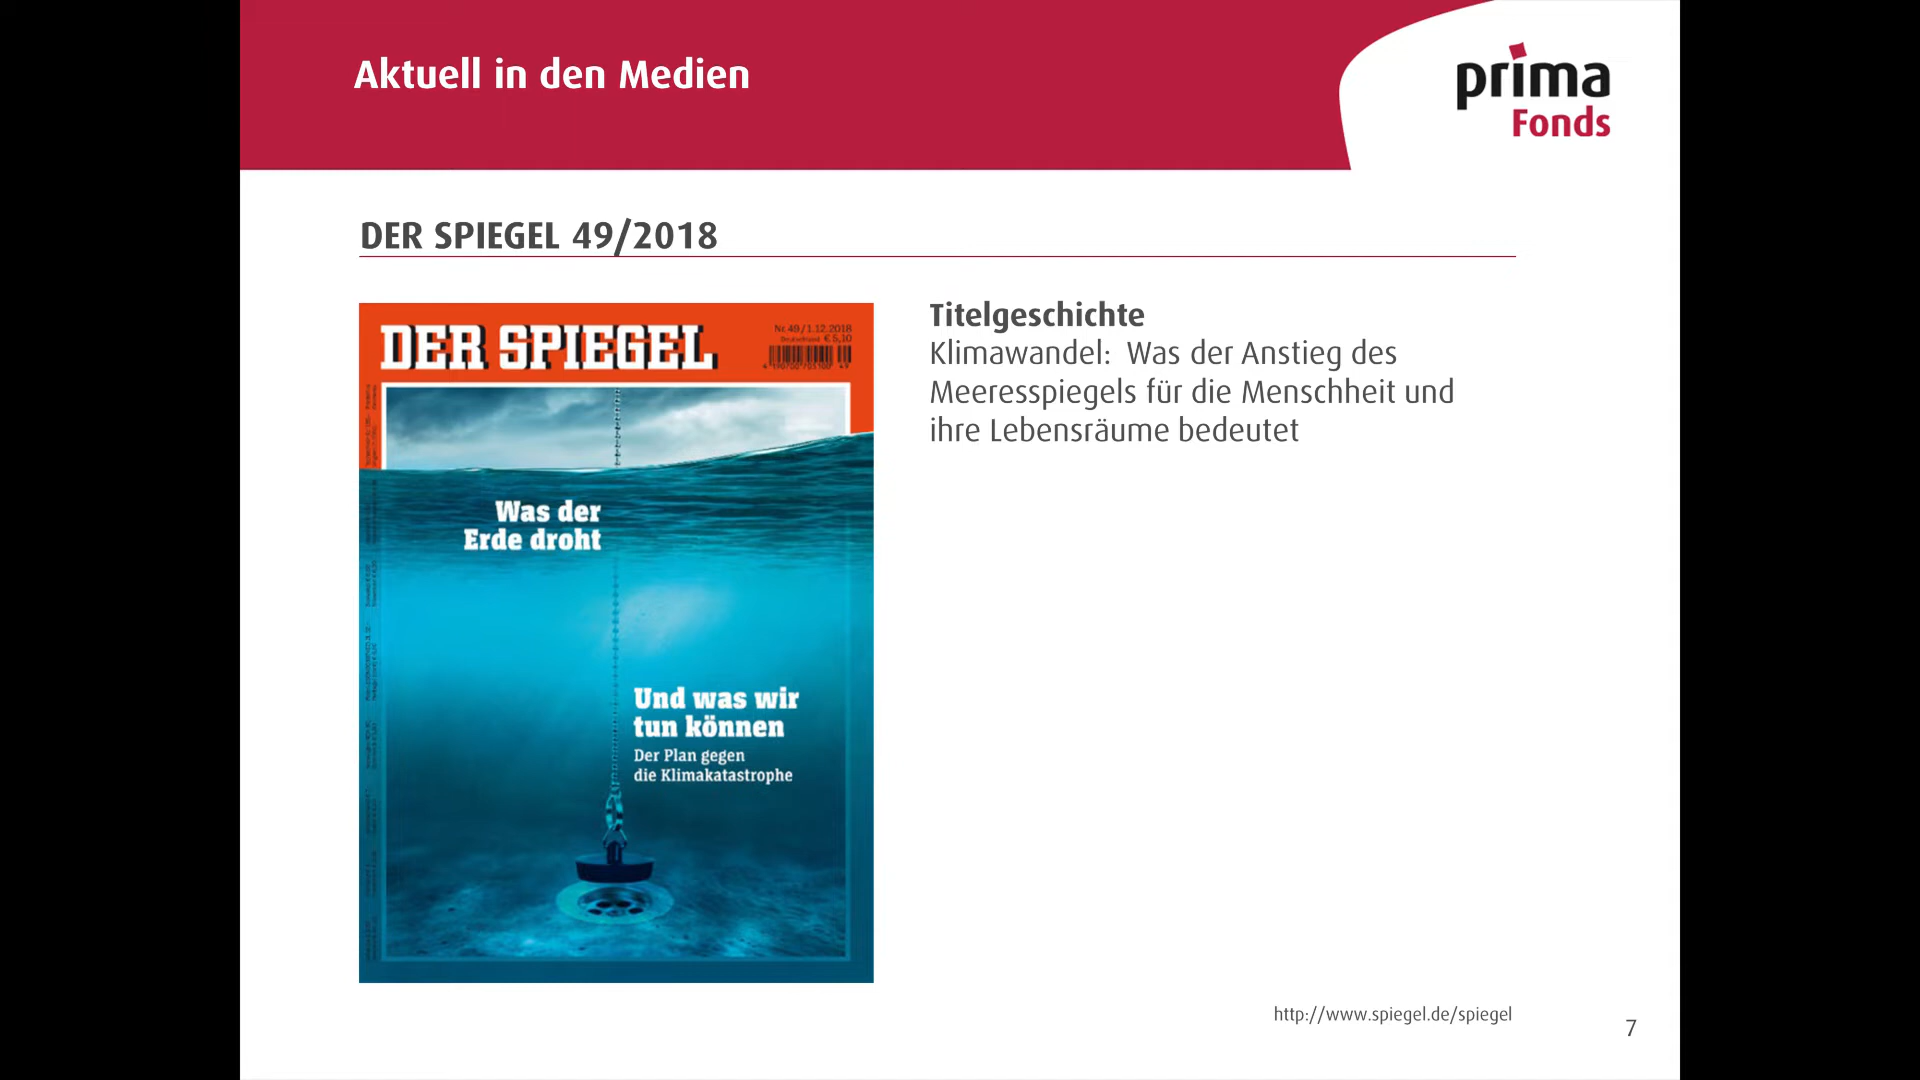 Aktuell in den Medien
prima
Fonds
DER SPIEGEL 49/2018
DER SPIEGEL
Nr. 49 / 1.12.2018
Deutschland € 5,10
Titelgeschichte
Klimawandel: Was der Anstieg des
Meeresspiegels für die Menschheit und
ihre Lebensräume bedeutet
Was der
Erde droht
Und was wir
tun können
Der Plan gegen
die Klimakatastrophe
http://www.spiegel.de/spiegel
7